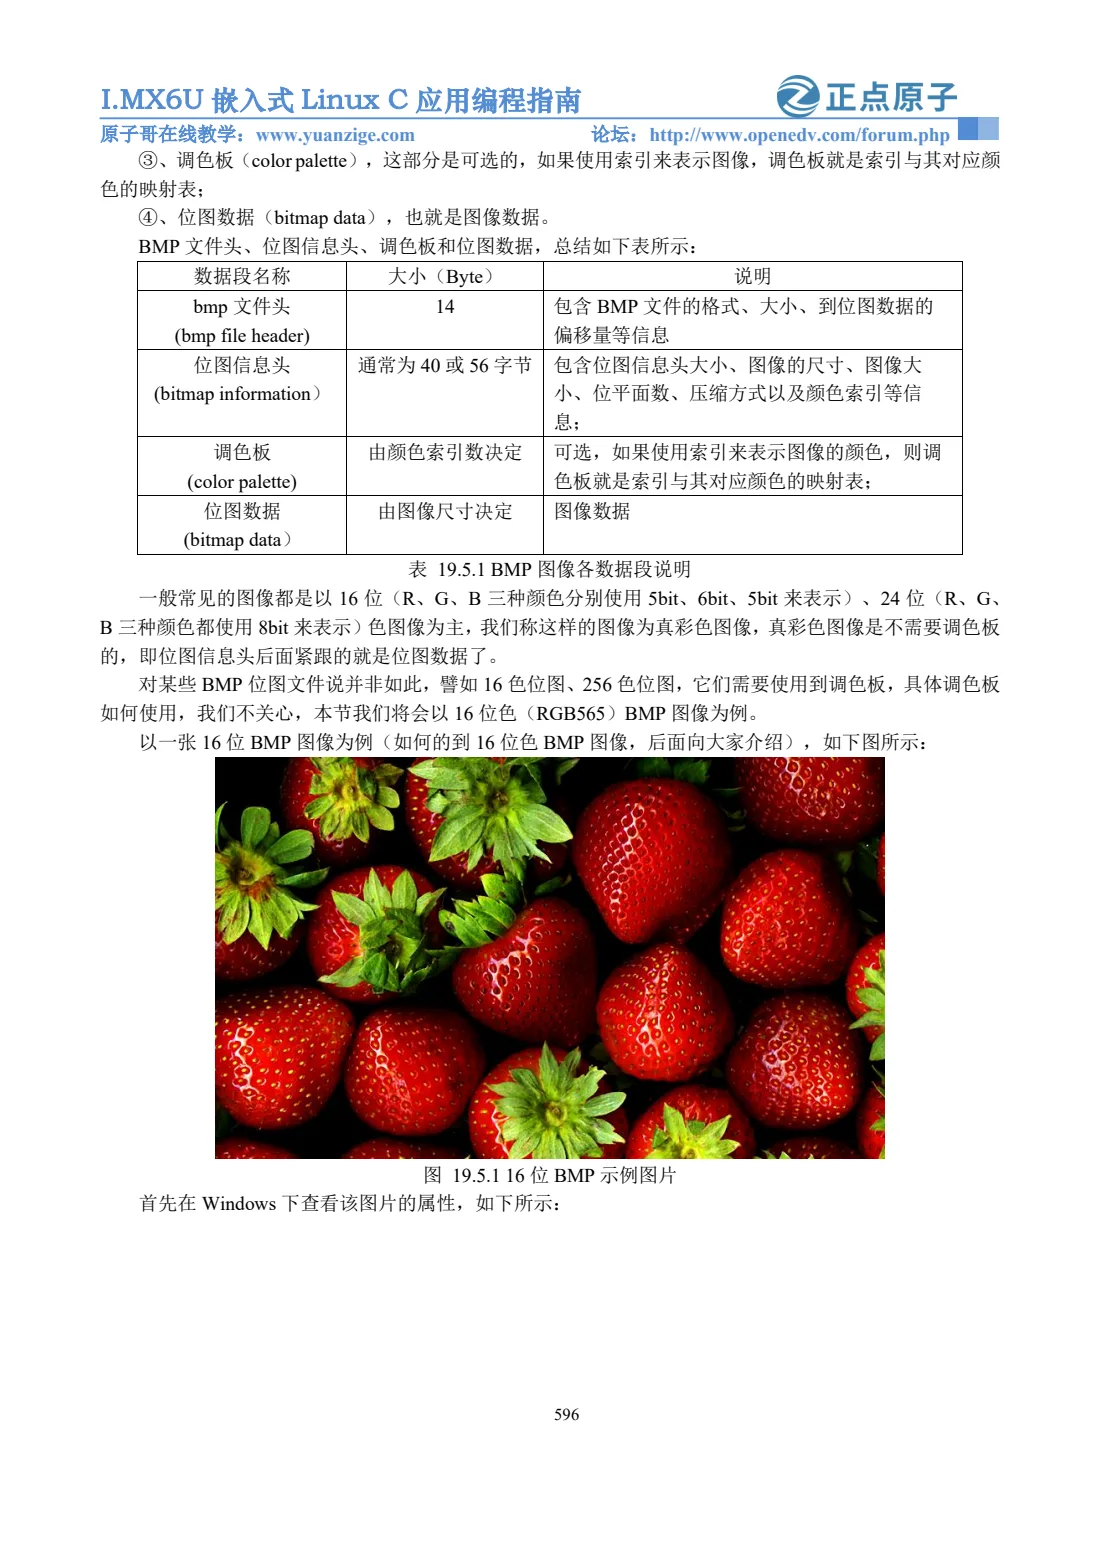 I.MX6U 嵌入式 Linux C 应用编程指南
正点原子
原子哥在线教学：www.yuanzige.com 论坛：http://www.openedv.com/forum.php
③、调色板（color palette），这部分是可选的，如果使用索引来表示图像，调色板就是索引与其对应颜
色的映射表；
④、位图数据（bitmap data），也就是图像数据。
BMP 文件头、位图信息头、调色板和位图数据，总结如下表所示：
数据段名称 大小（Byte） 说明
bmp 文件头 14 包含 BMP 文件的格式、大小、到位图数据的
(bmp file header) 偏移量等信息
位图信息头 通常为 40 或 56 字节 包含位图信息头大小、图像的尺寸、图像大
(bitmap information） 小、位平面数、压缩方式以及颜色索引等信
息；
调色板 由颜色索引数决定 可选，如果使用索引来表示图像的颜色，则调
(color palette) 色板就是索引与其对应颜色的映射表；
位图数据 由图像尺寸决定 图像数据
(bitmap data）
表 19.5.1 BMP 图像各数据段说明
一般常见的图像都是以 16 位（R、G、B 三种颜色分别使用 5bit、6bit、5bit 来表示）、24 位（R、G、
B 三种颜色都使用 8bit 来表示）色图像为主，我们称这样的图像为真彩色图像，真彩色图像是不需要调色板
的，即位图信息头后面紧跟的就是位图数据了。
对某些 BMP 位图文件说并非如此，譬如 16 色位图、256 色位图，它们需要使用到调色板，具体调色板
如何使用，我们不关心，本节我们将会以 16 位色（RGB565）BMP 图像为例。
以一张 16 位 BMP 图像为例（如何的到 16 位色 BMP 图像，后面向大家介绍），如下图所示：
图 19.5.1 16 位 BMP 示例图片
首先在 Windows 下查看该图片的属性，如下所示：
596